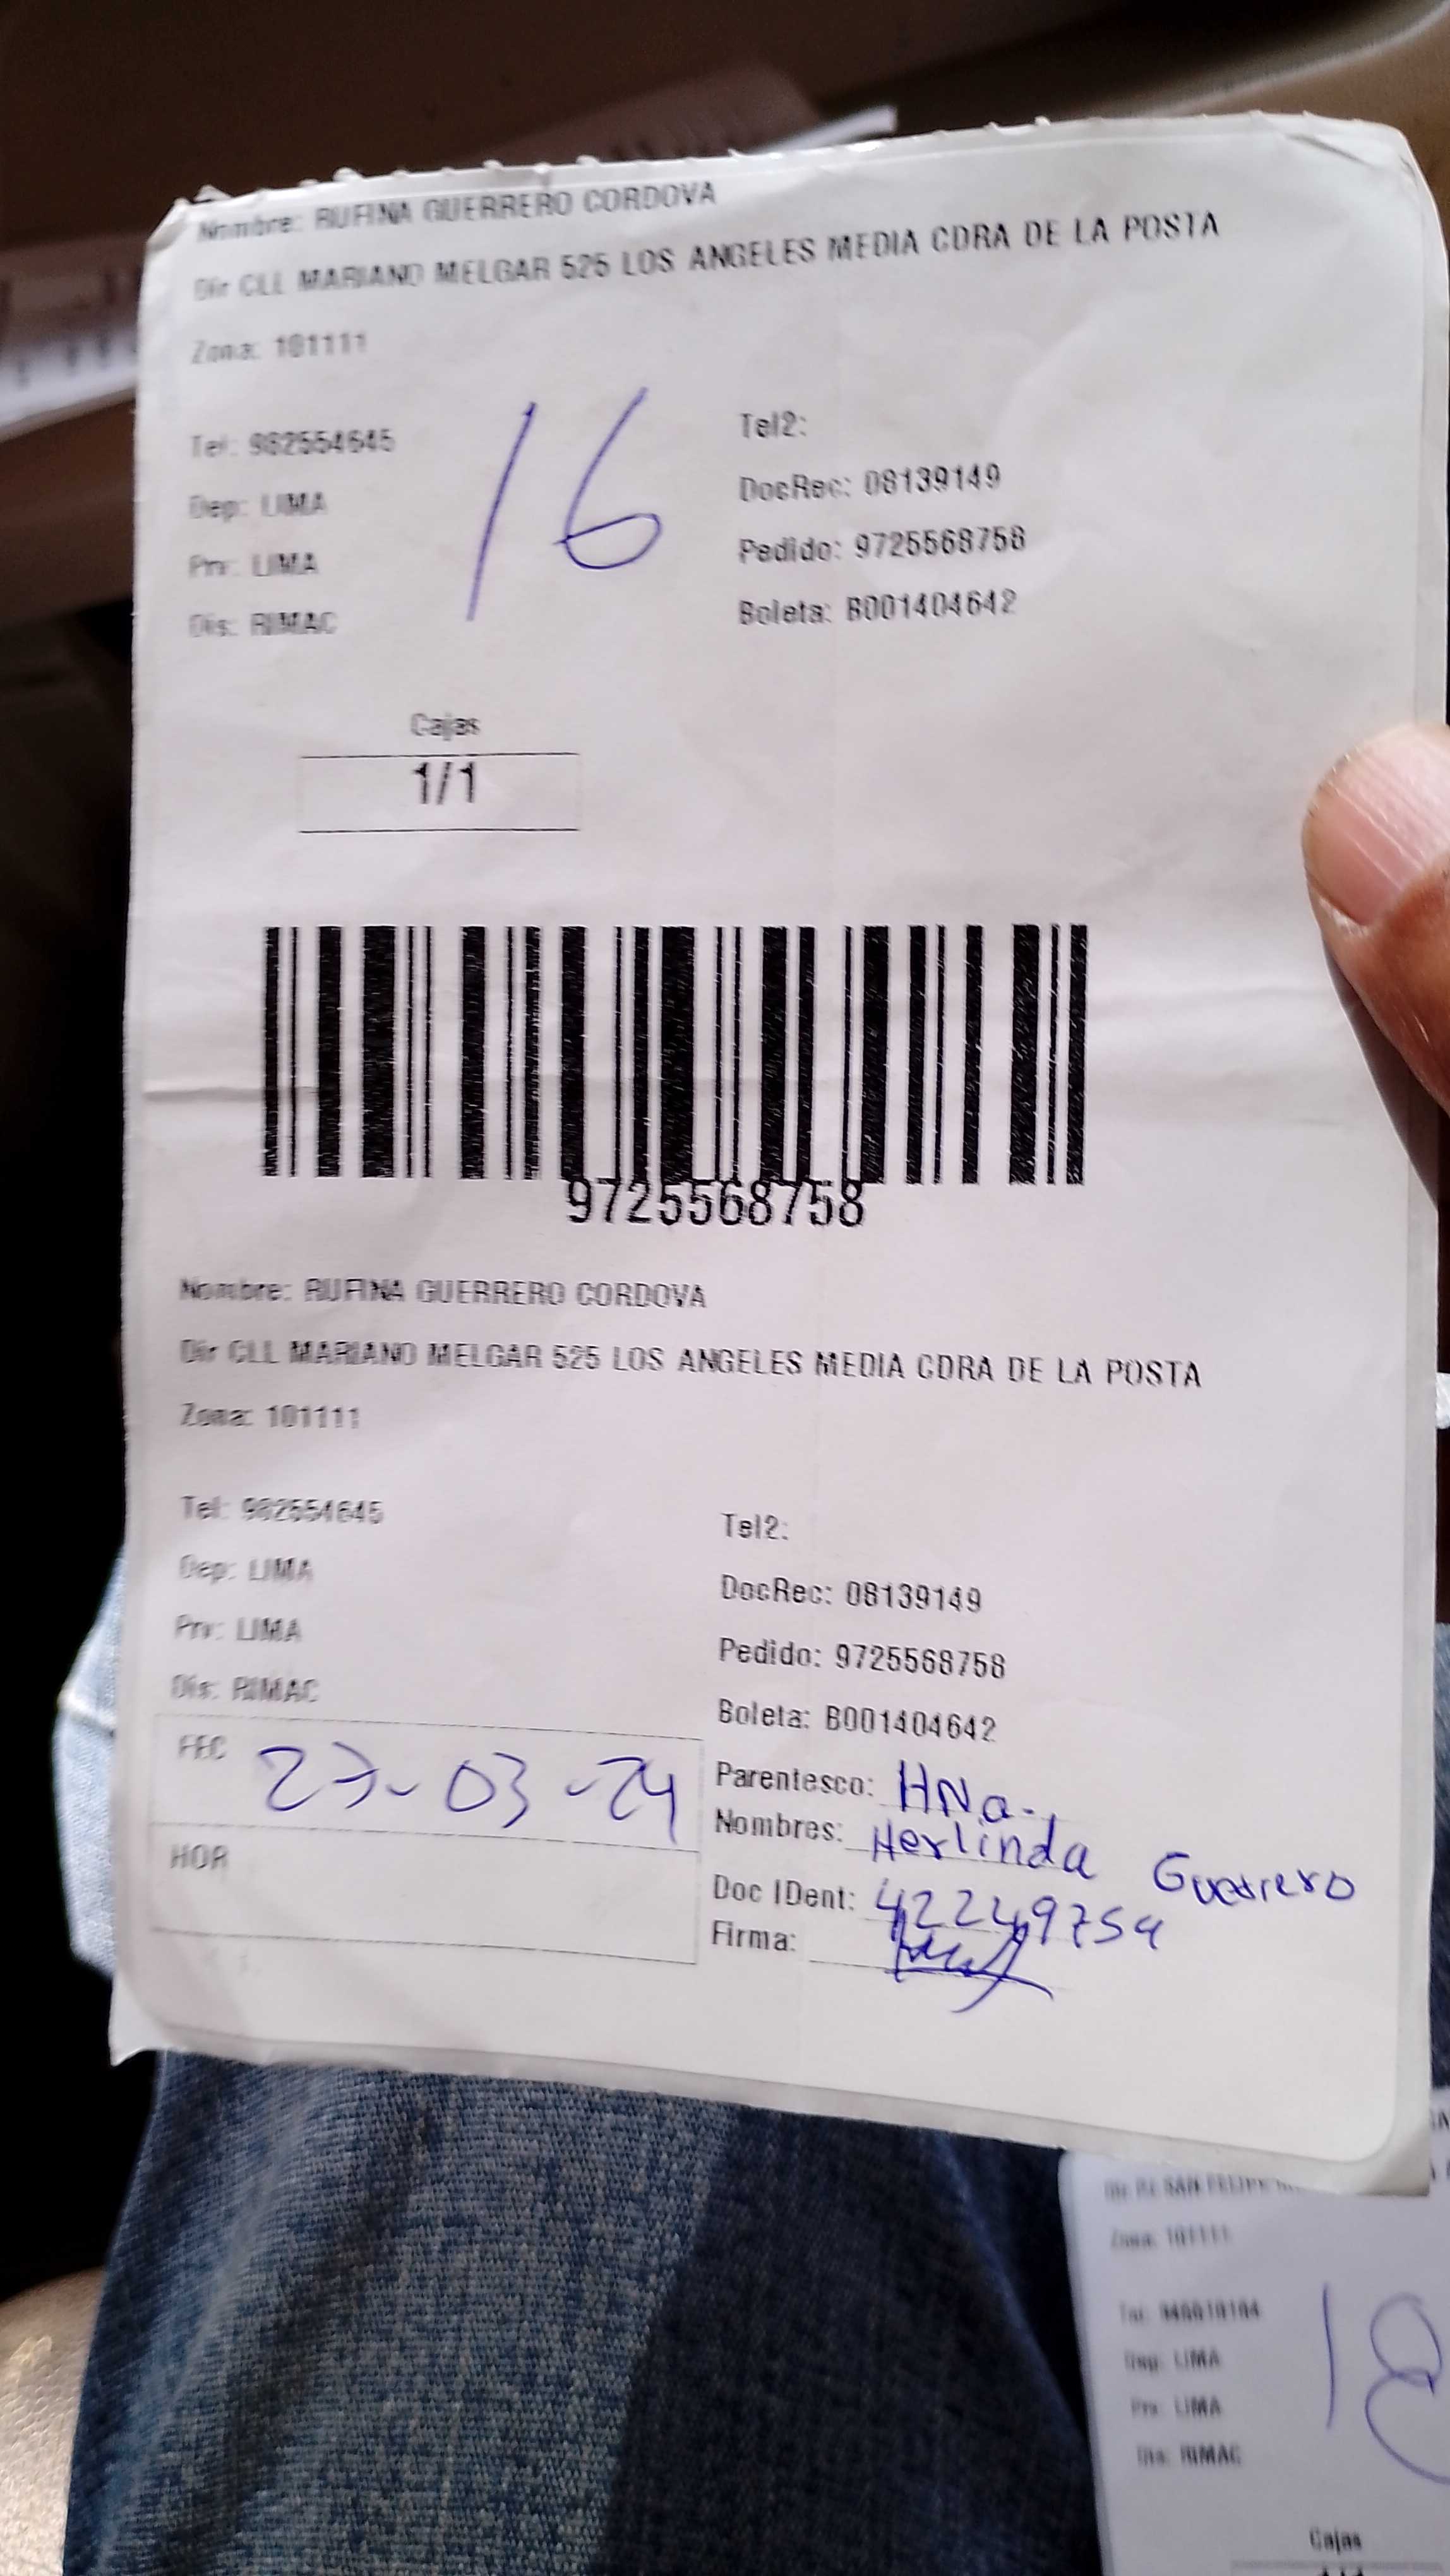 Nombre: RUFINA GUERRERO CORDOVA
Dir CLL MARIANO MELGAR 525 LOS ANGELES MEDIA CDRA DE LA POSTA
Zona: 101111
Tel: 982554645
Dep: LIMA
Prv: LIMA
Dis: RIMAC
16
Tel2:
DocRec: 08139149
Pedido: 9725568758
Boleta: B001404642
Cajas
1/1
9725568758
Nombre: RUFINA GUERRERO CORDOVA
Dir CLL MARIANO MELGAR 525 LOS ANGELES MEDIA CDRA DE LA POSTA
Zona: 101111
Tel: 982554645
Dep: LIMA
Prv: LIMA
Dis: RIMAC
Tel2:
DocRec: 08139149
Pedido: 9725568758
Boleta: B001404642
FEC 27-03-24
HOR
Parentesco: HNa.
Nombres: Herlinda Guerrero
Doc IDent: 42249754
Firma:
SAN FELIPE
Zona: 101111
Tel:
Dep: LIMA
Prv: LIMA
Dis: RIMAC
18
Cajas